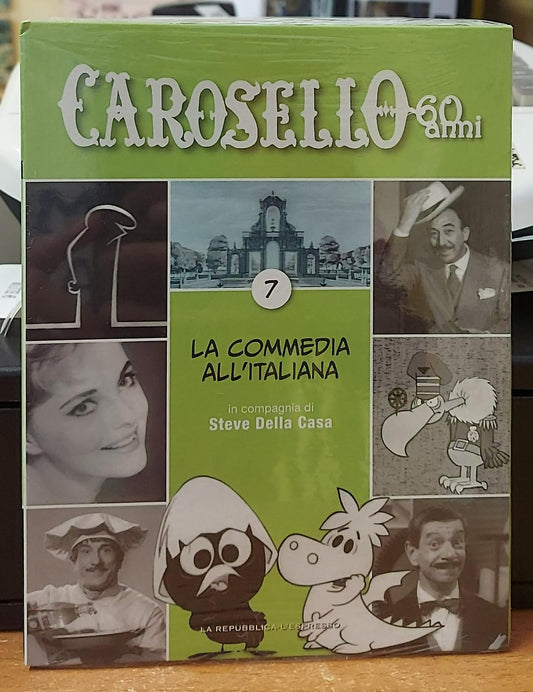 CAROSELLO 60
anni
7
LA COMMEDIA
ALL'ITALIANA
in compagnia di
Steve Della Casa
LA REPUBBLICA-L'ESPRESSO